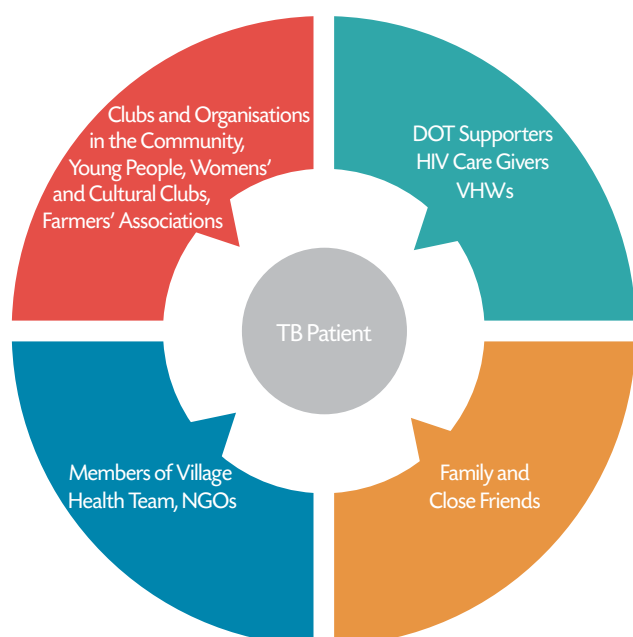 Clubs and Organisations
in the Community,
Young People, Womens’
and Cultural Clubs,
Farmers’ Associations
DOT Supporters
HIV Care Givers
VHWs
TB Patient
Members of Village
Health Team, NGOs
Family and
Close Friends